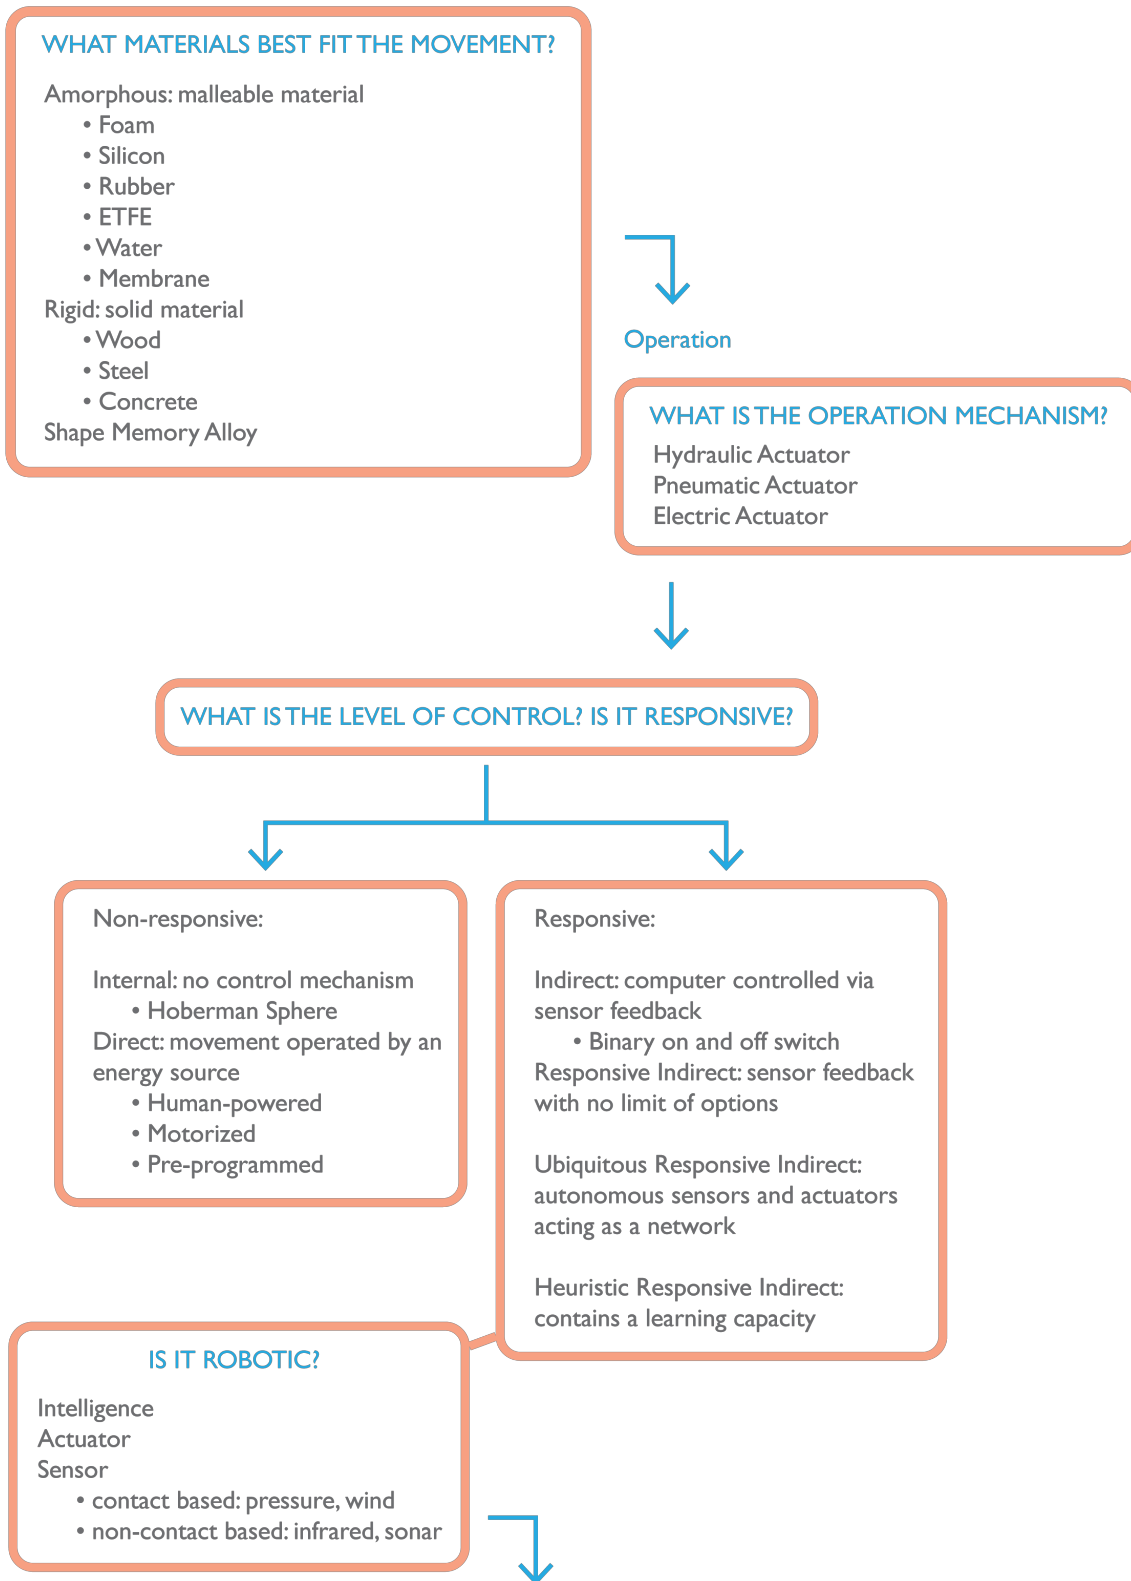 WHAT MATERIALS BEST FIT THE MOVEMENT?
Amorphous: malleable material
• Foam
• Silicon
• Rubber
• ETFE
• Water
• Membrane
Rigid: solid material
• Wood
• Steel
• Concrete
Shape Memory Alloy
Operation
WHAT IS THE OPERATION MECHANISM?
Hydraulic Actuator
Pneumatic Actuator
Electric Actuator
WHAT IS THE LEVEL OF CONTROL? IS IT RESPONSIVE?
Non-responsive:
Internal: no control mechanism
• Hoberman Sphere
Direct: movement operated by an
energy source
• Human-powered
• Motorized
• Pre-programmed
Responsive:
Indirect: computer controlled via
sensor feedback
• Binary on and off switch
Responsive Indirect: sensor feedback
with no limit of options
Ubiquitous Responsive Indirect:
autonomous sensors and actuators
acting as a network
Heuristic Responsive Indirect:
contains a learning capacity
IS IT ROBOTIC?
Intelligence
Actuator
Sensor
• contact based: pressure, wind
• non-contact based: infrared, sonar